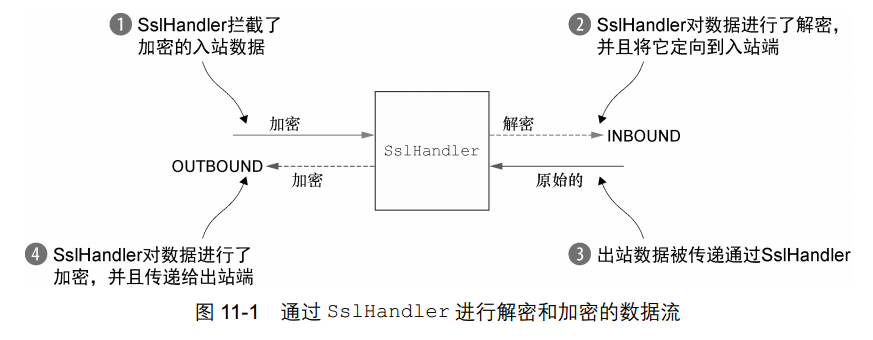 1 SslHandler拦截了
加密的入站数据
2 SslHandler对数据进行了解密，
并且将它定向到入站端
加密
解密
SslHandler
INBOUND
OUTBOUND
加密
原始的
4 SslHandler对数据进行了
加密，并且传递给出站端
3 出站数据被传递通过SslHandler
图 11-1 通过 SslHandler 进行解密和加密的数据流